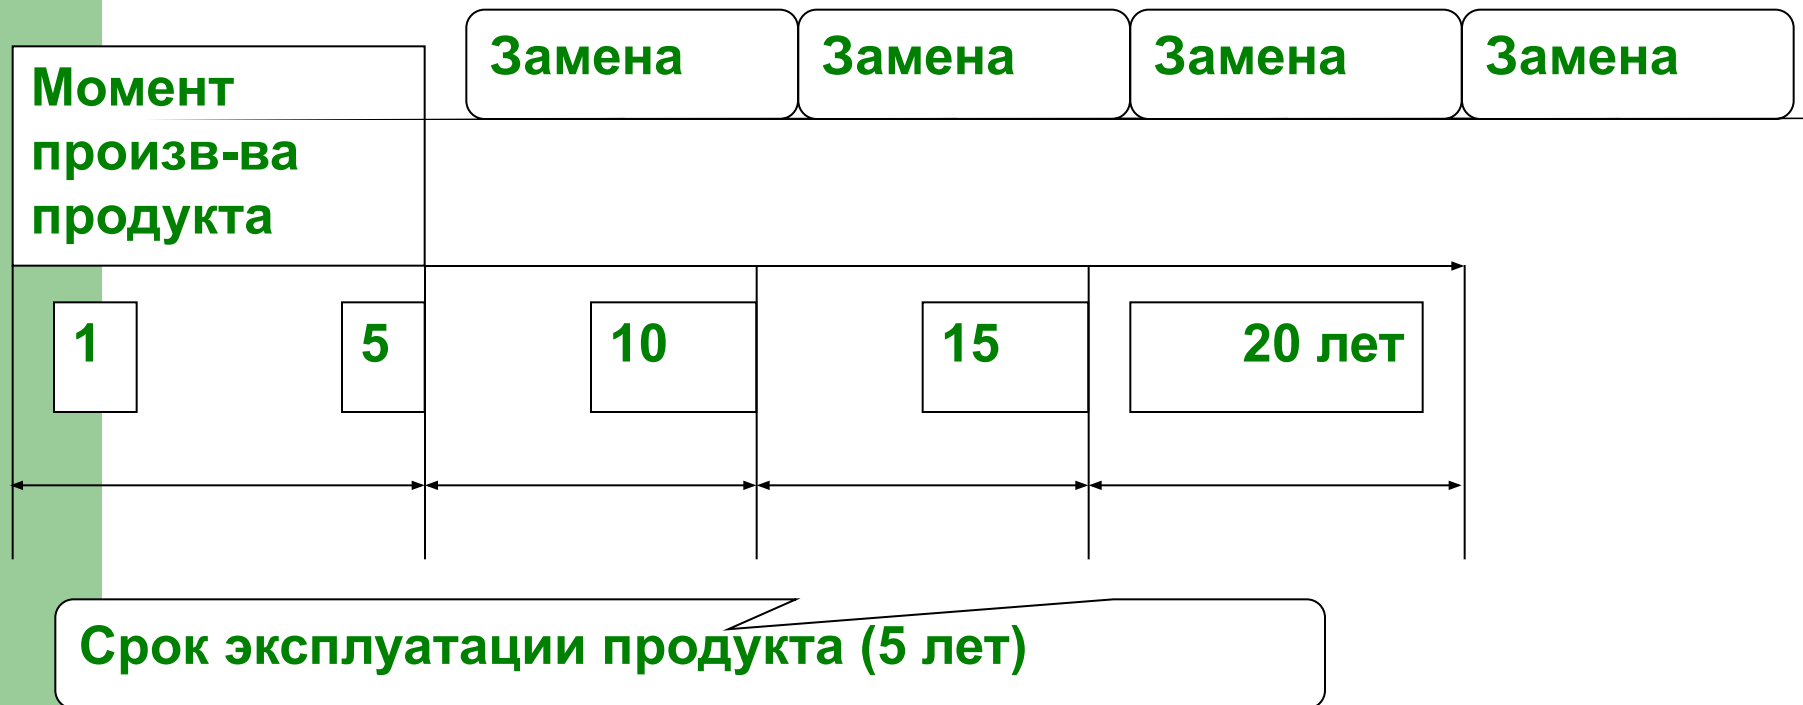 Замена
Замена
Замена
Замена
Момент
произв-ва
продукта
1
5
10
15
20 лет
Срок эксплуатации продукта (5 лет)